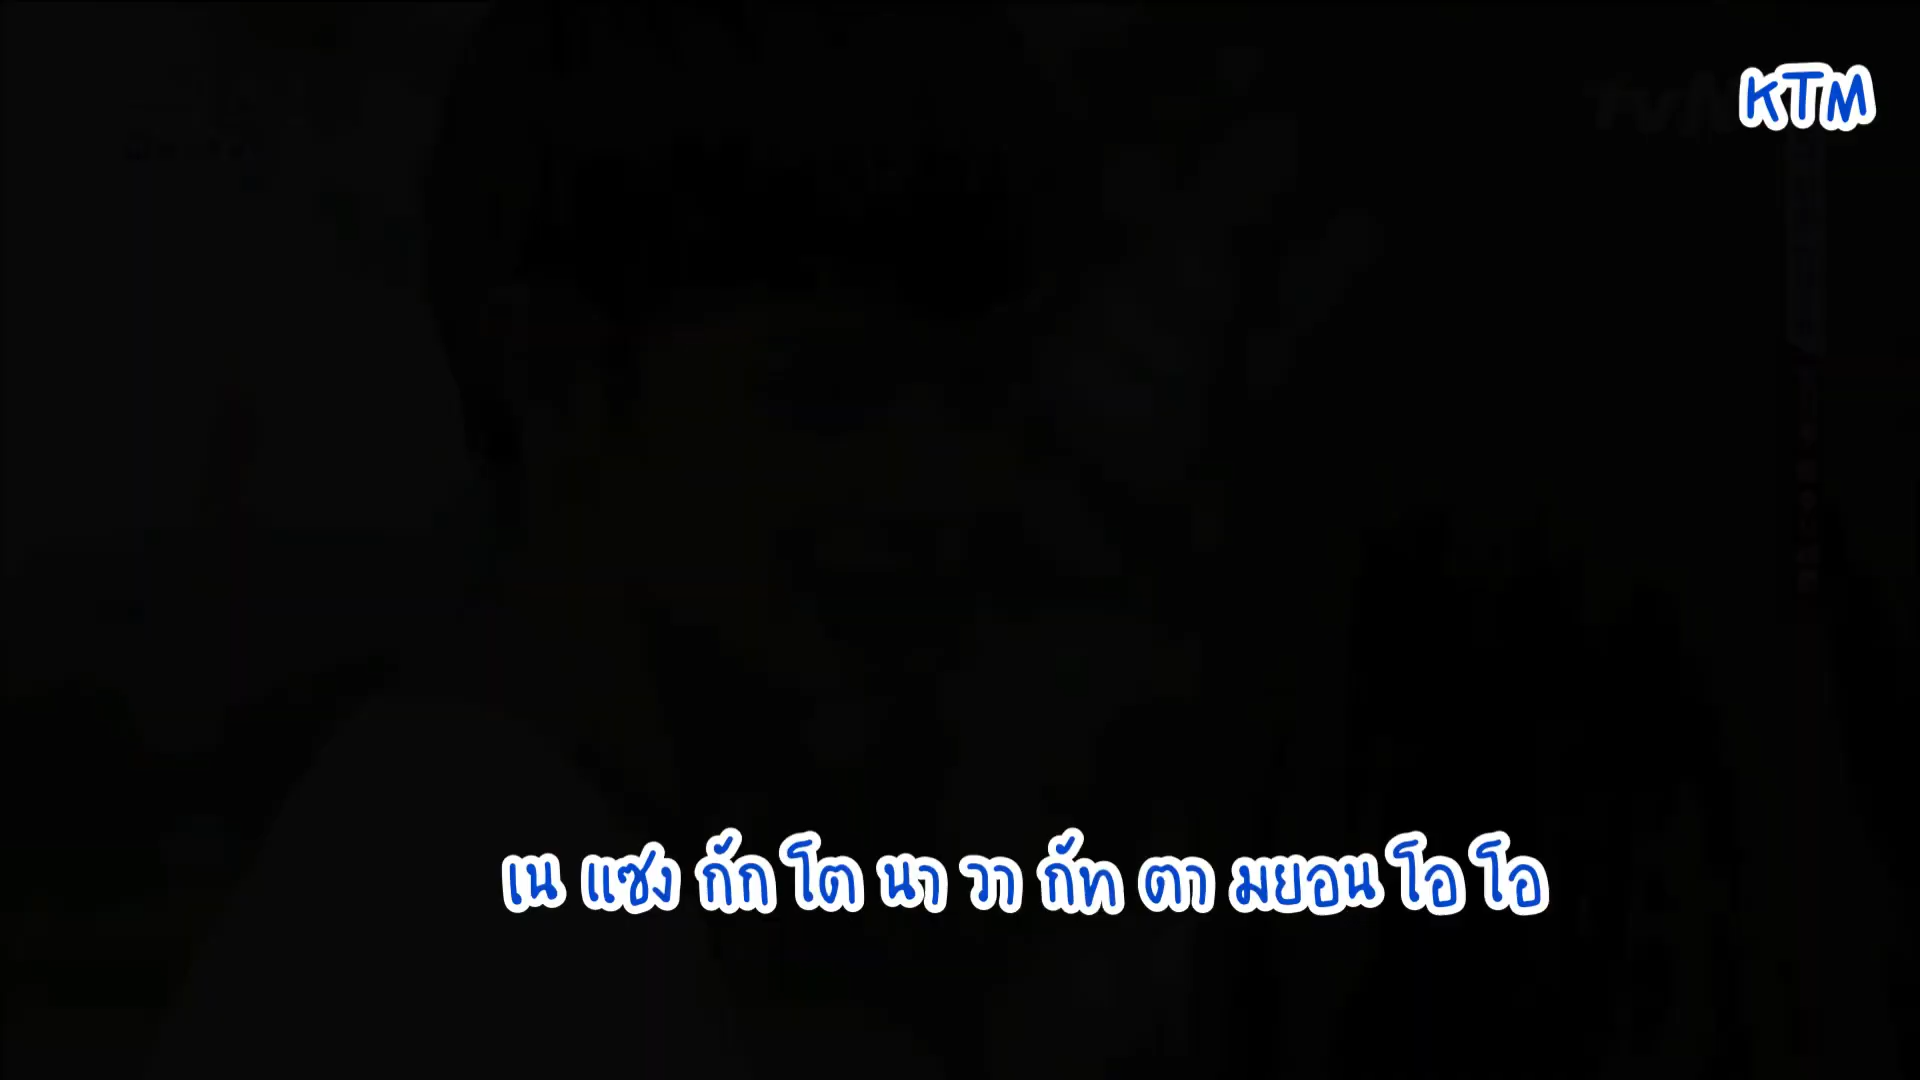 KTM
เน แซง กัก โต นา วา กัท ตา มยอน โอ โอ